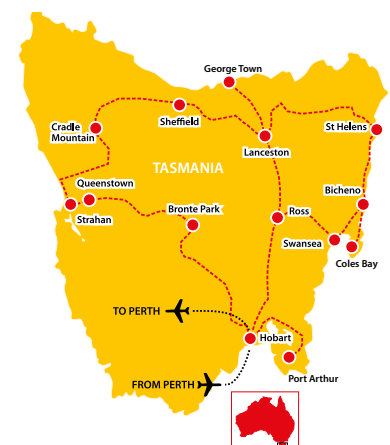 George Town
Sheffield
Cradle
Mountain
Lanceston
St Helens
TASMANIA
Queenstown
Bicheno
Strahan
Bronte Park
Ross
Swansea
Coles Bay
TO PERTH
Hobart
FROM PERTH
Port Arthur